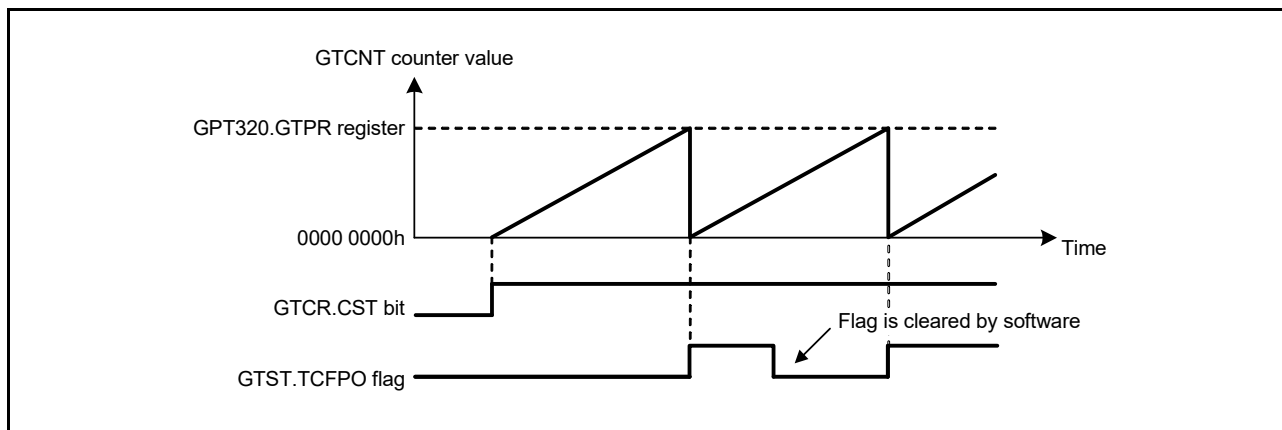 GTCNT counter value
GPT320.GTPR register
0000 0000h
Time
GTCR.CST bit
Flag is cleared by software
GTST.TCFPO flag